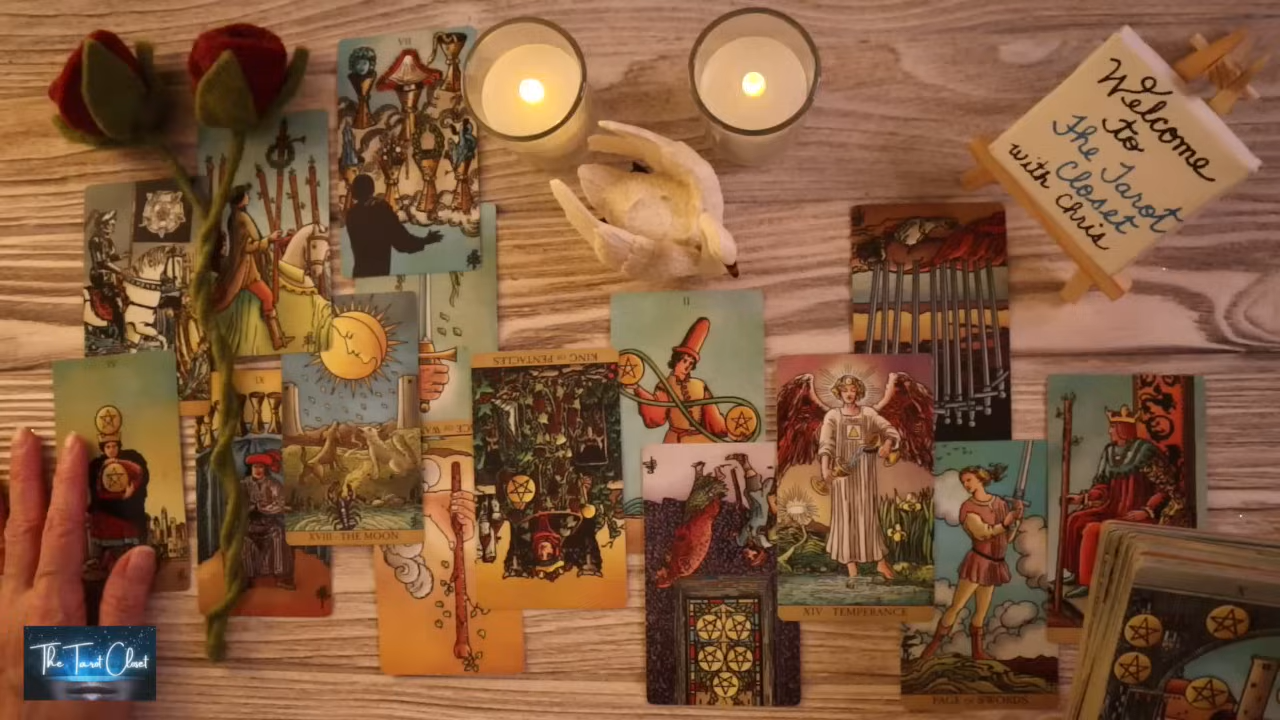 VII
Welcome
to
The Tarot
Closet
with Chris
II
KING OF PENTACLES
XI
XVIII · THE MOON
XIV · TEMPERANCE
PAGE OF SWORDS
The Tarot Closet